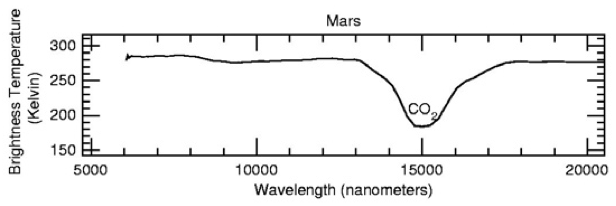 Mars
Brightness Temperature
(Kelvin)
300
250
200
150
CO₂
5000
10000
15000
20000
Wavelength (nanometers)